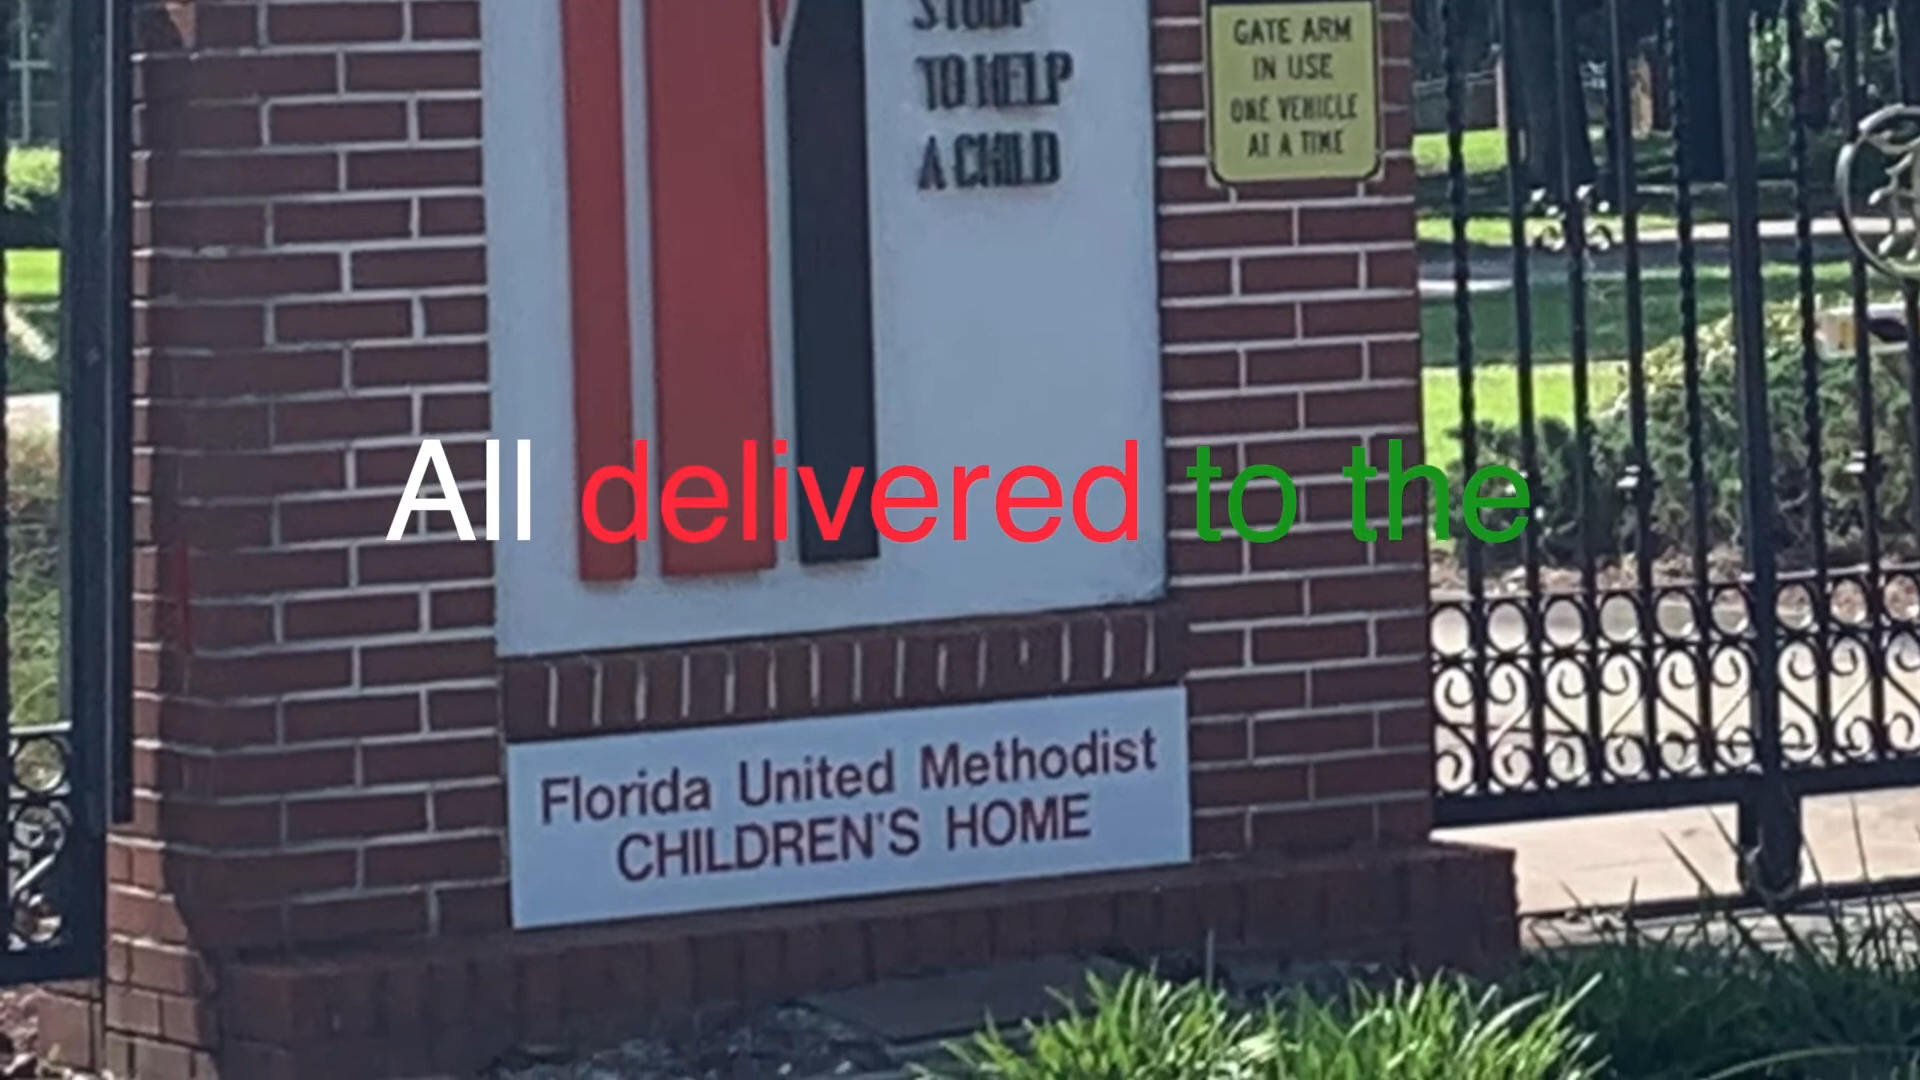 STOOP
TO HELP
A CHILD
GATE ARM
IN USE
ONE VEHICLE
AT A TIME
All delivered to the
Florida United Methodist
CHILDREN'S HOME